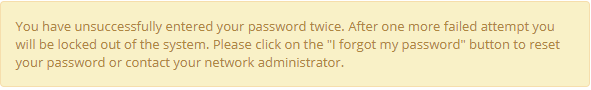 You have unsuccessfully entered your password twice. After one more failed attempt you
will be locked out of the system. Please click on the "I forgot my password" button to reset
your password or contact your network administrator.